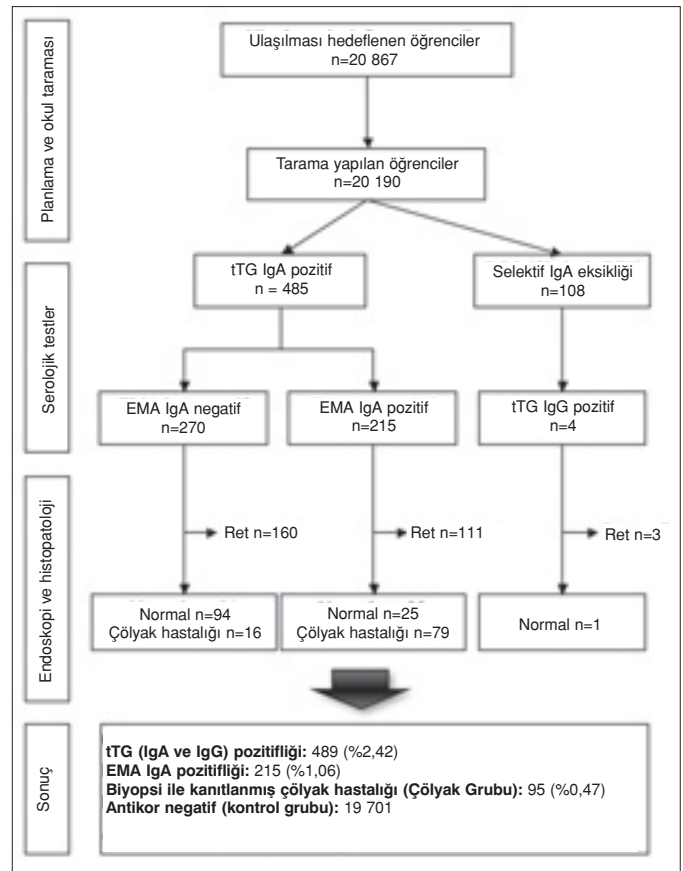 Planlama ve okul taraması
Ulaşılması hedeflenen öğrenciler
n=20 867
Tarama yapılan öğrenciler
n=20 190
Serolojik testler
tTG IgA pozitif
n = 485
Selektif IgA eksikliği
n=108
EMA IgA negatif
n=270
EMA IgA pozitif
n=215
tTG IgG pozitif
n=4
Endoskopi ve histopatoloji
Ret n=160
Ret n=111
Ret n=3
Normal n=94
Çölyak hastalığı n=16
Normal n=25
Çölyak hastalığı n=79
Normal n=1
Sonuç
tTG (IgA ve IgG) pozitifliği: 489 (%2,42)
EMA IgA pozitifliği: 215 (%1,06)
Biyopsi ile kanıtlanmış çölyak hastalığı (Çölyak Grubu): 95 (%0,47)
Antikor negatif (kontrol grubu): 19 701